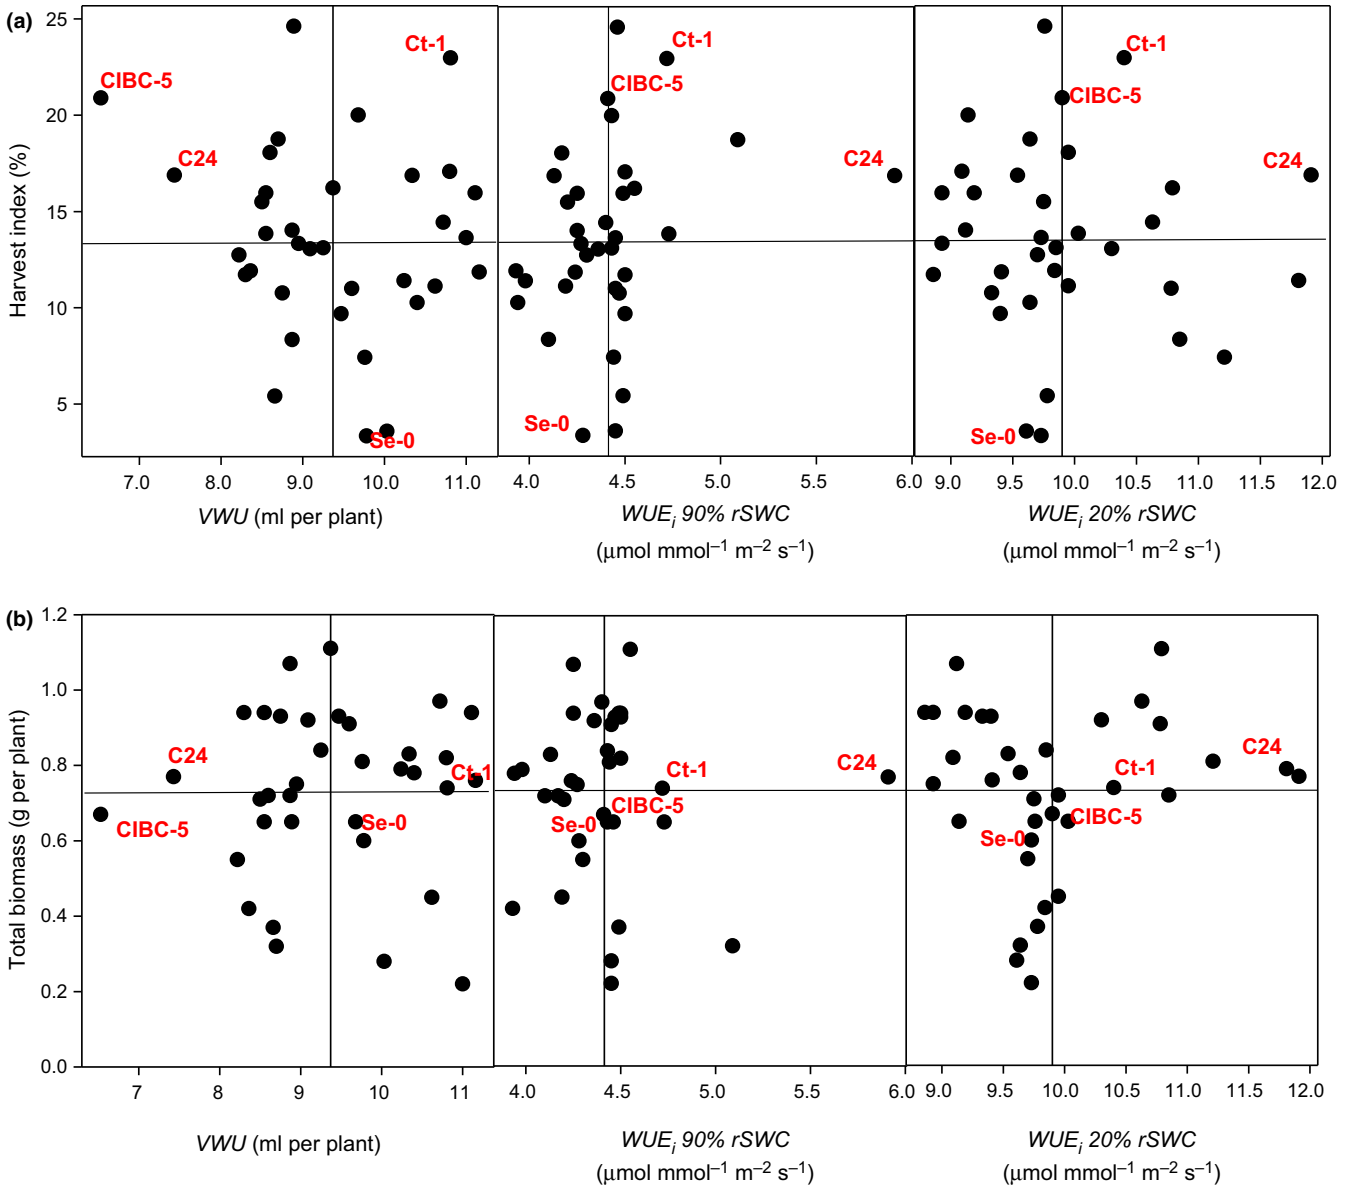 (a)
Harvest index (%)
25
20
15
10
5
CIBC-5
C24
Ct-1
Se-0
Ct-1
CIBC-5
C24
Se-0
Ct-1
CIBC-5
C24
Se-0
7.0 8.0 9.0 10.0 11.0
4.0 4.5 5.0 5.5 6.0
9.0 9.5 10.0 10.5 11.0 11.5 12.0
VWU (ml per plant)
WUEi 90% rSWC
(μmol mmol–1 m–2 s–1)
WUEi 20% rSWC
(μmol mmol–1 m–2 s–1)
(b)
Total biomass (g per plant)
1.2
1.0
0.8
0.6
0.4
0.2
0.0
C24
CIBC-5
Ct-1
Se-0
Ct-1
C24
CIBC-5
Se-0
C24
Ct-1
CIBC-5
Se-0
7 8 9 10 11
4.0 4.5 5.0 5.5 6.0
9.0 9.5 10.0 10.5 11.0 11.5 12.0
VWU (ml per plant)
WUEi 90% rSWC
(μmol mmol–1 m–2 s–1)
WUEi 20% rSWC
(μmol mmol–1 m–2 s–1)